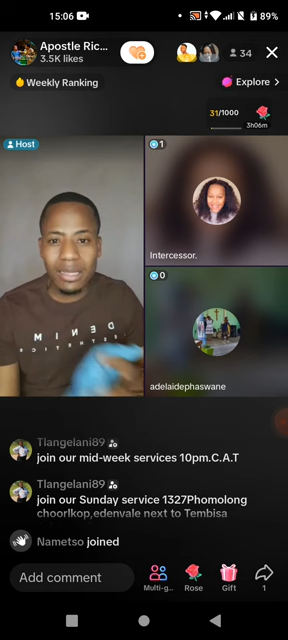 15:06
89%
Apostle Ric...
3.5K likes
34
Weekly Ranking
Explore >
31/1000
3h06m
Host
1
DENIM
Intercessor.
0
adelaidephaswane
Tlangelani89
join our mid-week services 10pm.C.A.T
Tlangelani89
join our Sunday service 1327Phomolong
choorlkop,edenvale next to Tembisa
Nametso joined
Add comment
Multi-g...
Rose
Gift
1